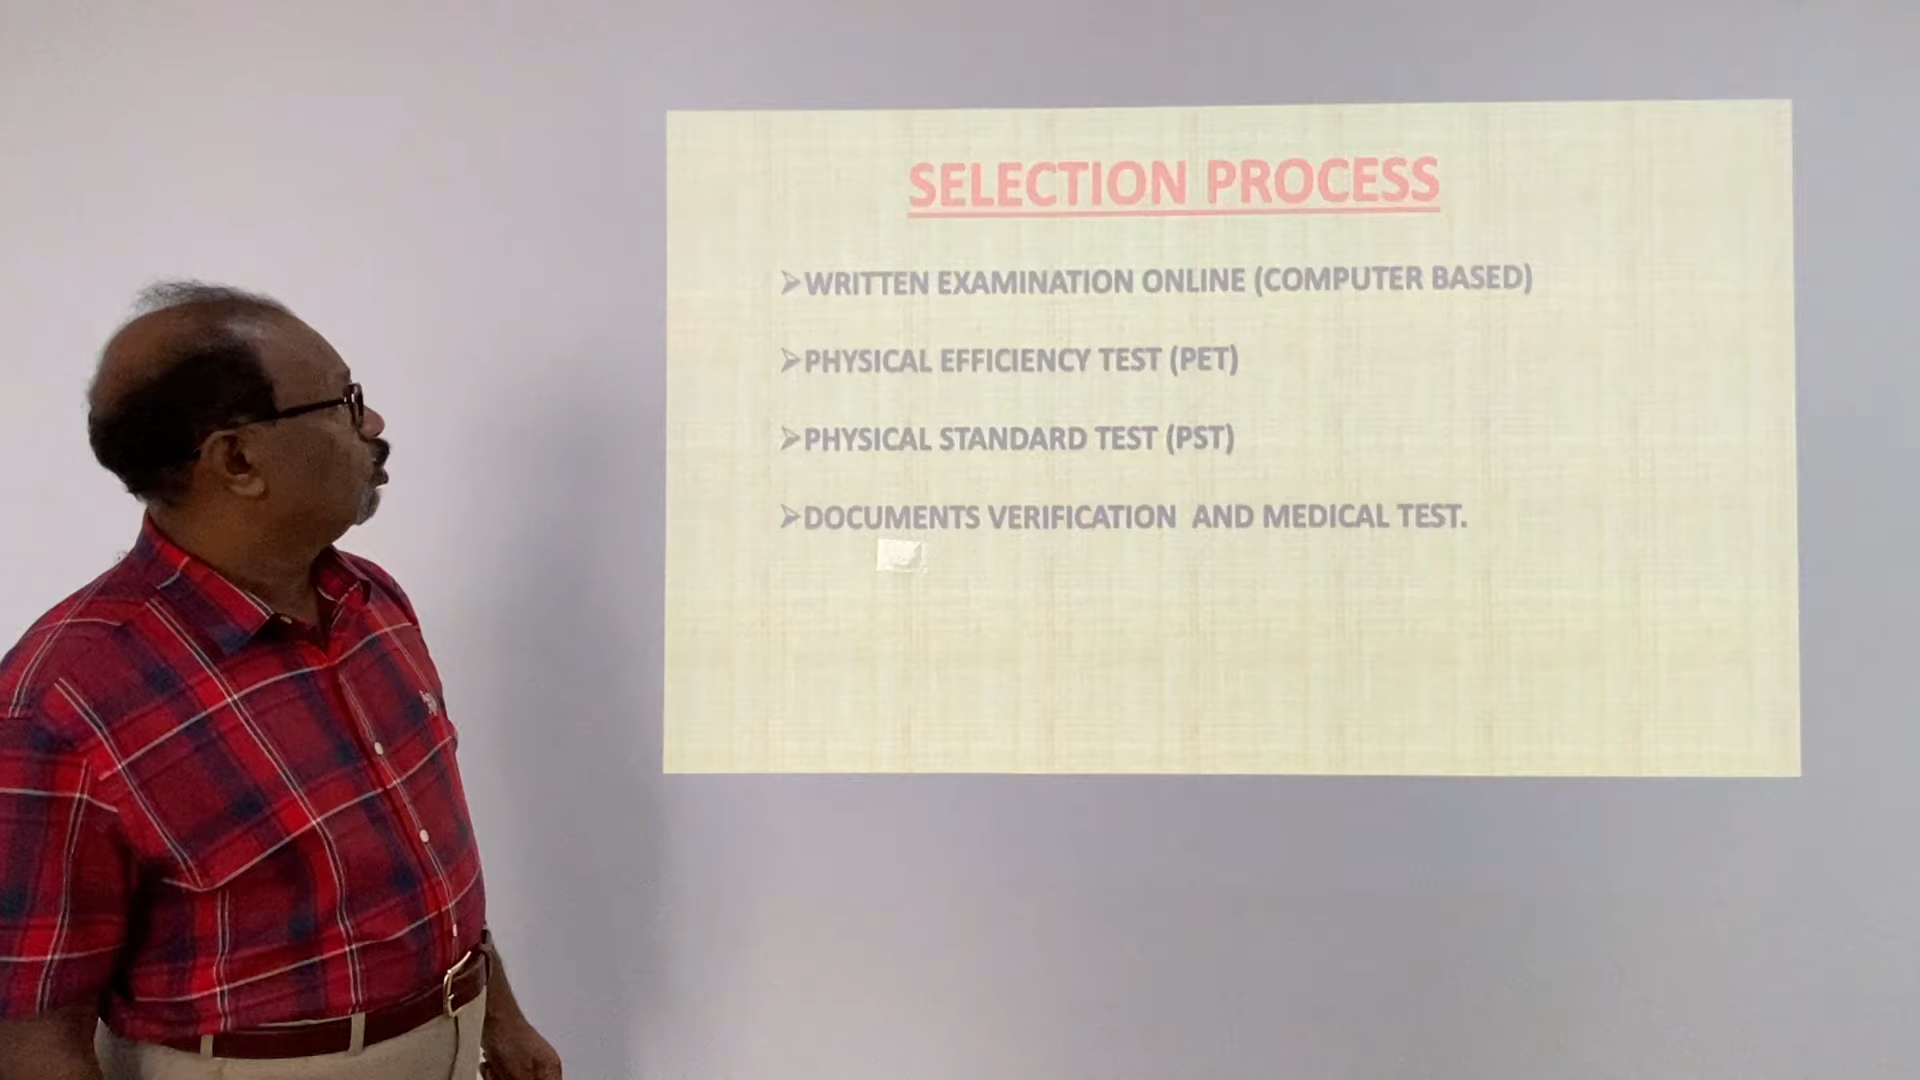 SELECTION PROCESS
➢WRITTEN EXAMINATION ONLINE (COMPUTER BASED)
➢PHYSICAL EFFICIENCY TEST (PET)
➢PHYSICAL STANDARD TEST (PST)
➢DOCUMENTS VERIFICATION AND MEDICAL TEST.